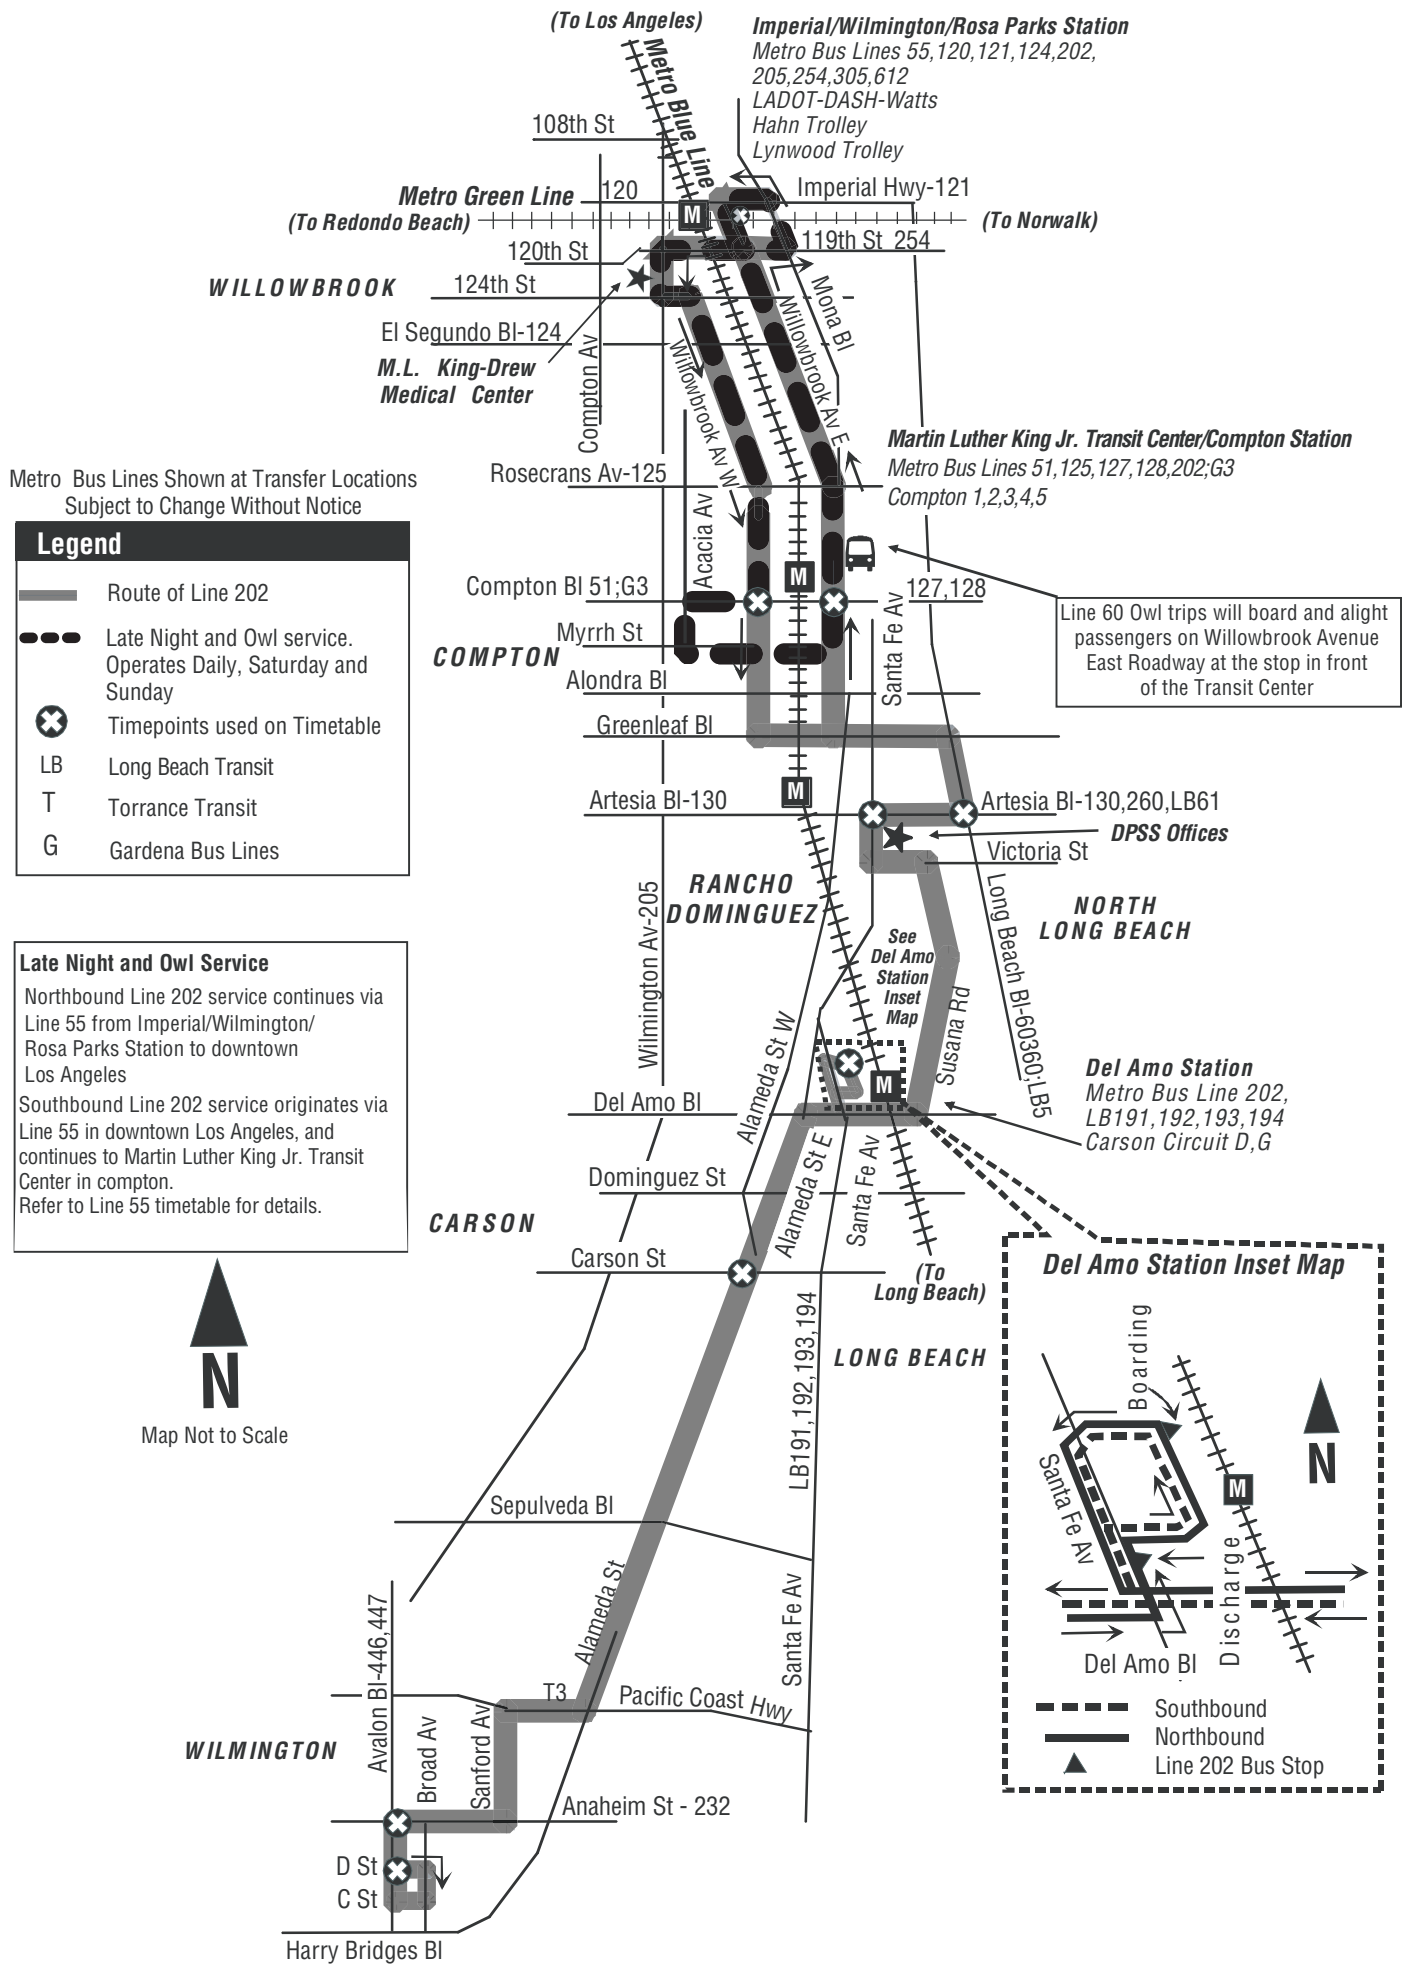 (To Los Angeles)
Imperial/Wilmington/Rosa Parks Station
Metro Bus Lines 55,120,121,124,202,
205,254,305,612
LADOT-DASH-Watts
Hahn Trolley
Lynwood Trolley
Metro Blue Line
108th St
Metro Green Line
120
M
Imperial Hwy-121
(To Redondo Beach)
(To Norwalk)
120th St
119th St 254
WILLOWBROOK
124th St
Mona Bl
El Segundo Bl-124
M.L. King-Drew
Medical Center
Compton Av
Willowbrook Av W
Willowbrook Av E
Martin Luther King Jr. Transit Center/Compton Station
Metro Bus Lines 51,125,127,128,202;G3
Compton 1,2,3,4,5
Rosecrans Av-125
Metro Bus Lines Shown at Transfer Locations
Subject to Change Without Notice
Legend
Route of Line 202
Late Night and Owl service.
Operates Daily, Saturday and
Sunday
Timepoints used on Timetable
LB Long Beach Transit
T Torrance Transit
G Gardena Bus Lines
Acacia Av
M
Compton Bl 51;G3
127,128
Line 60 Owl trips will board and alight
passengers on Willowbrook Avenue
East Roadway at the stop in front
of the Transit Center
Myrrh St
COMPTON
Santa Fe Av
Alondra Bl
Greenleaf Bl
M
Artesia Bl-130
Artesia Bl-130,260,LB61
DPSS Offices
Victoria St
RANCHO
DOMINGUEZ
NORTH
LONG BEACH
Wilmington Av-205
Long Beach Bl-60360;LB5
See
Del Amo
Station
Inset
Map
Susana Rd
Alameda St W
Late Night and Owl Service
Northbound Line 202 service continues via
Line 55 from Imperial/Wilmington/
Rosa Parks Station to downtown
Los Angeles
Southbound Line 202 service originates via
Line 55 in downtown Los Angeles, and
continues to Martin Luther King Jr. Transit
Center in compton.
Refer to Line 55 timetable for details.
M
Del Amo Station
Metro Bus Line 202,
LB191,192,193,194
Carson Circuit D,G
Del Amo Bl
Alameda St E
Santa Fe Av
Dominguez St
CARSON
Carson St
(To
Long Beach)
LB191,192,193,194
LONG BEACH
N
Map Not to Scale
Del Amo Station Inset Map
Boarding
N
Santa Fe Av
M
Discharge
Del Amo Bl
Southbound
Northbound
Line 202 Bus Stop
Sepulveda Bl
Alameda St
Santa Fe Av
Avalon Bl-446,447
T3
Pacific Coast Hwy
WILMINGTON
Broad Av
Sanford Av
Anaheim St - 232
D St
C St
Harry Bridges Bl